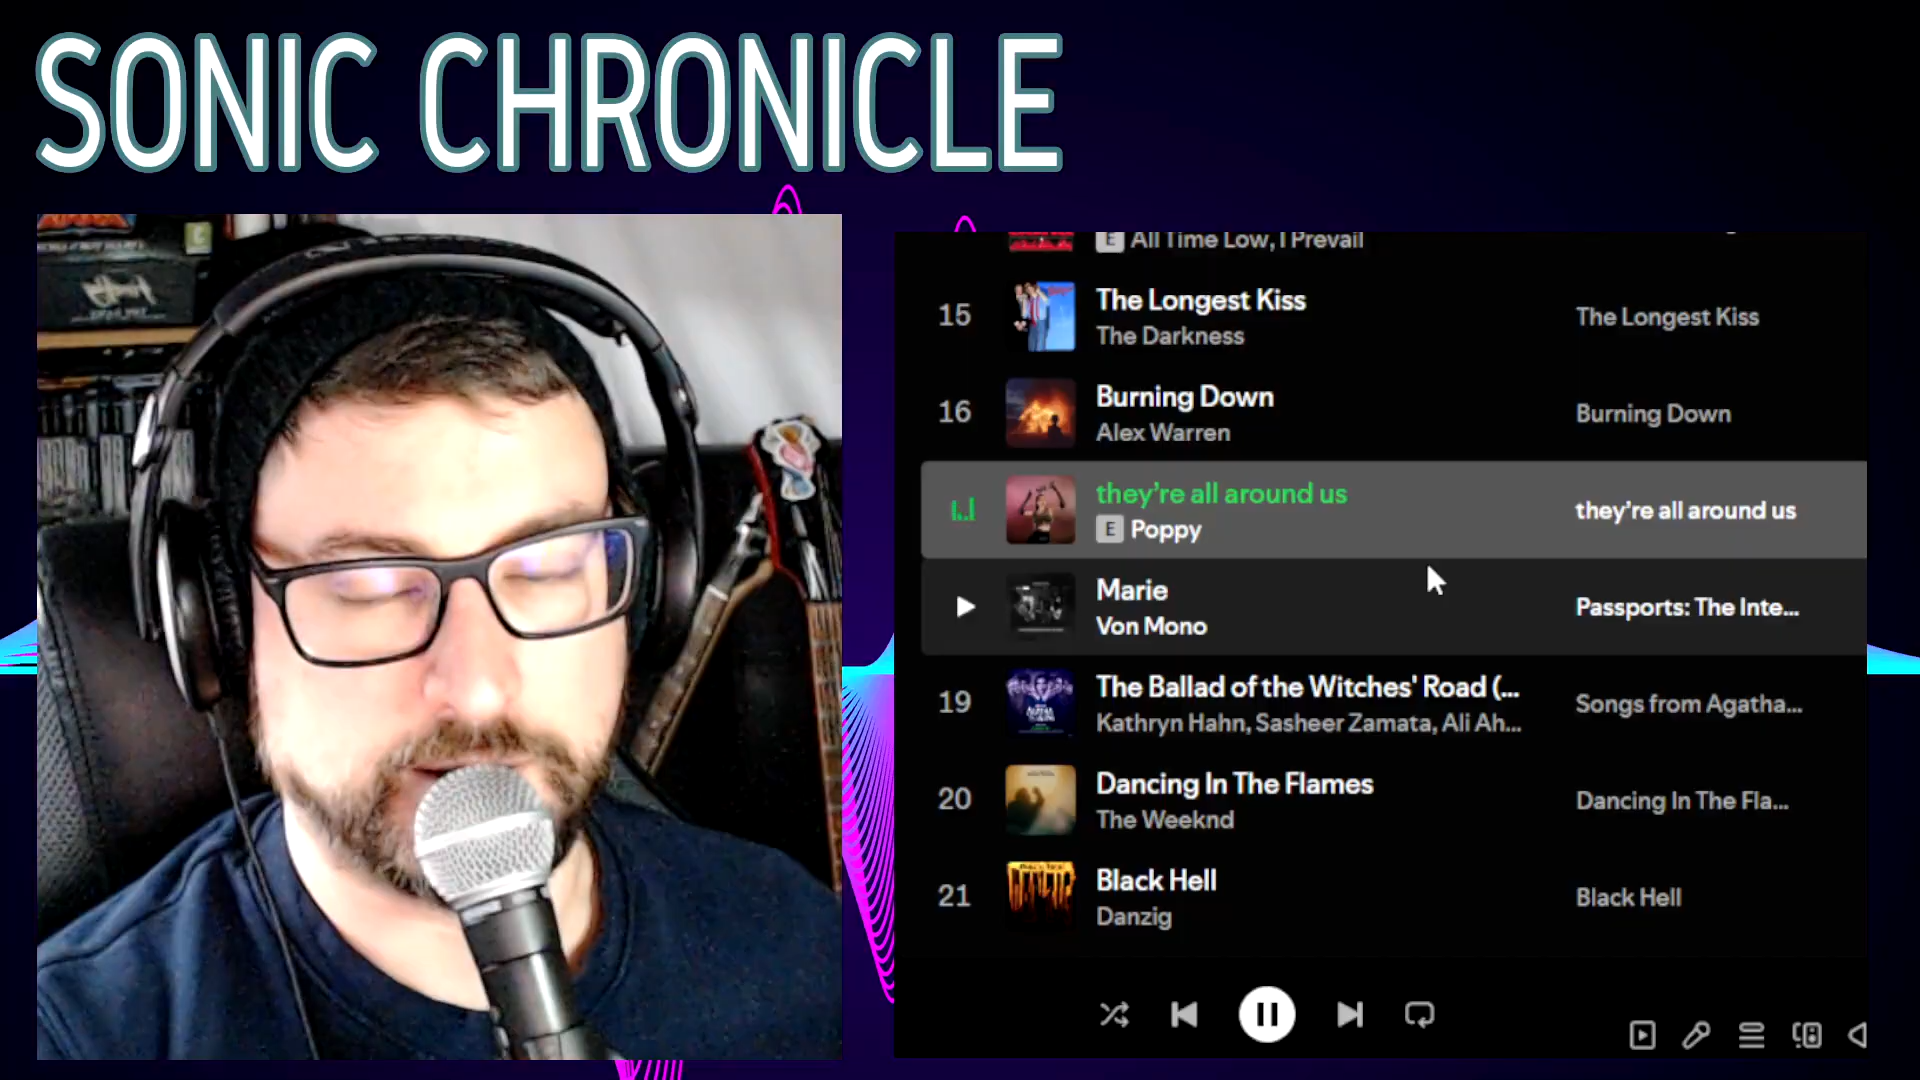 SONIC CHRONICLE
E All Time Low, I Prevail
15
The Longest Kiss
The Darkness
The Longest Kiss
16
Burning Down
Alex Warren
Burning Down
they're all around us
E Poppy
they're all around us
Marie
Von Mono
Passports: The Inte...
19
The Ballad of the Witches' Road (...
Kathryn Hahn, Sasheer Zamata, Ali Ah...
Songs from Agatha...
20
Dancing In The Flames
The Weeknd
Dancing In The Fla...
21
Black Hell
Danzig
Black Hell